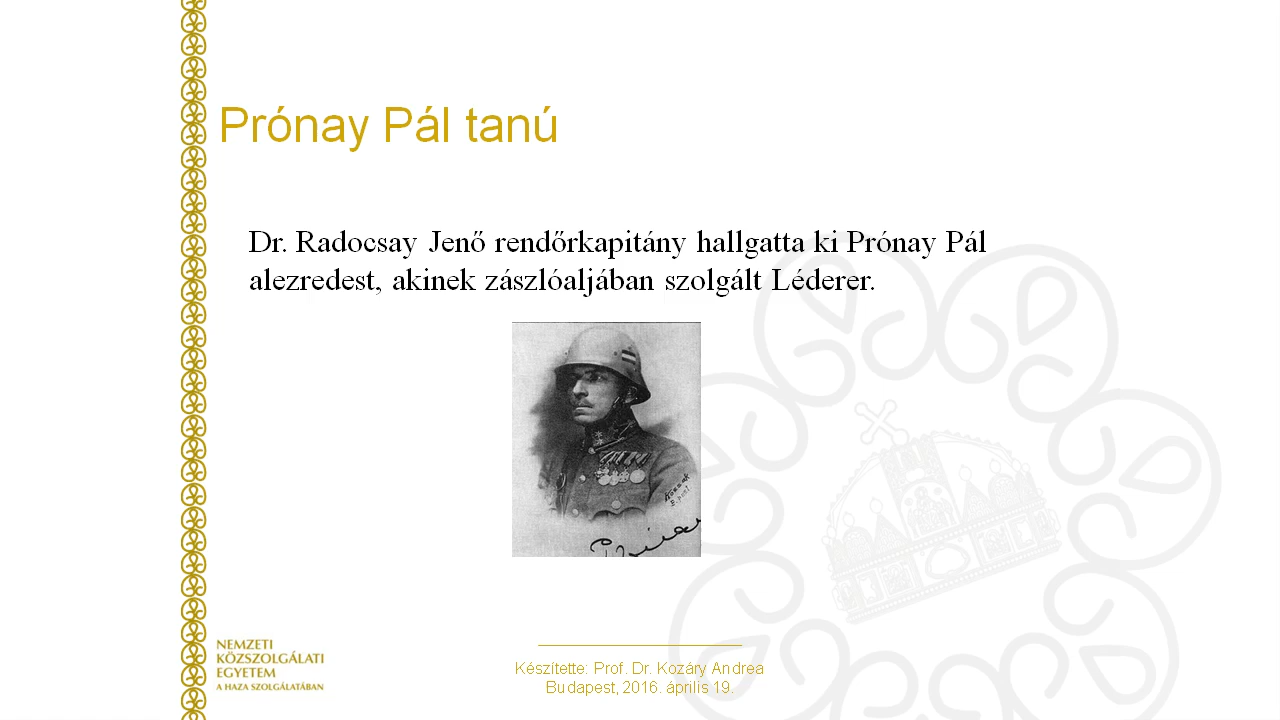 Prónay Pál tanú
Dr. Radocsay Jenő rendőrkapitány hallgatta ki Prónay Pál
alezredest, akinek zászlóaljában szolgált Léderer.
NEMZETI
KÖZSZOLGÁLATI
EGYETEM
A HAZA SZOLGÁLATÁBAN
Készítette: Prof. Dr. Kozáry Andrea
Budapest, 2016. április 19.